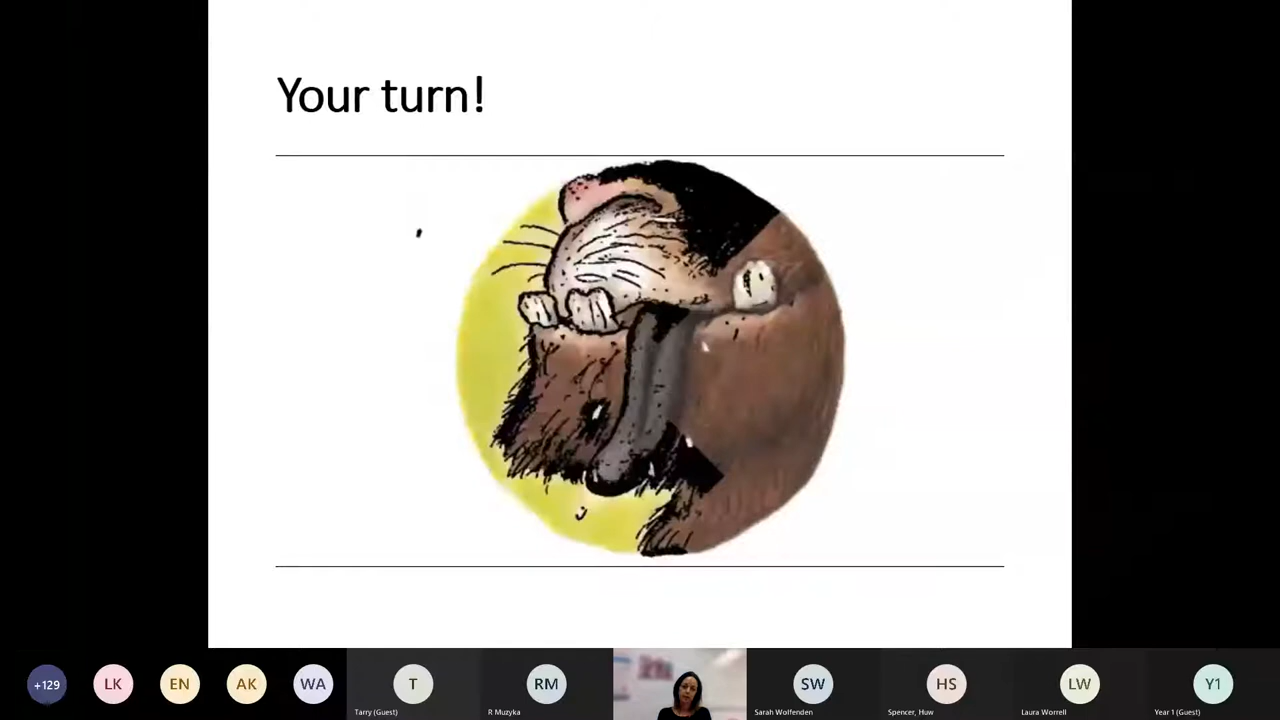 Your turn!
+129
LK
EN
AK
WA
T
Tarry (Guest)
RM
R Muzyka
SW
Sarah Wolfenden
HS
Spencer, Huw
LW
Laura Worrell
Y1
Year 1 (Guest)